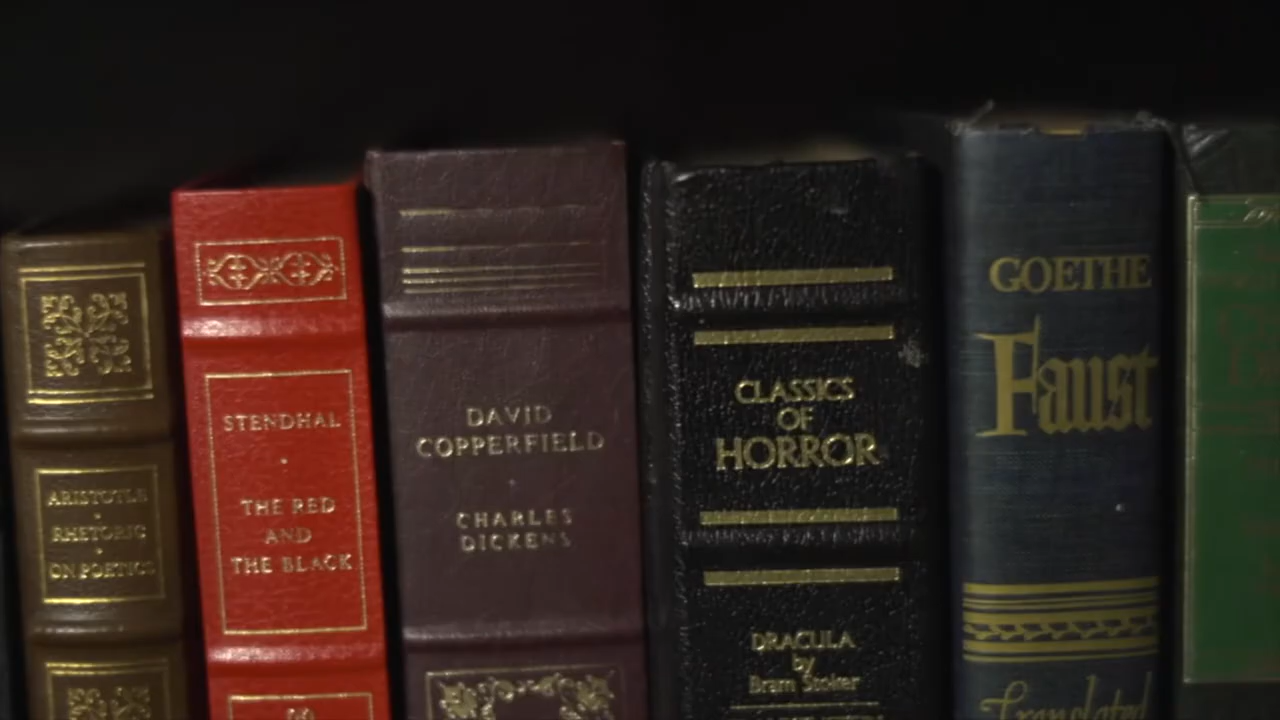 ARISTOTLE
RHETORIC
ON POETICS
STENDHAL
THE RED
AND
THE BLACK
DAVID
COPPERFIELD
CHARLES
DICKENS
CLASSICS
OF
HORROR
DRACULA
by
Bram Stoker
GOETHE
Faust
Translated